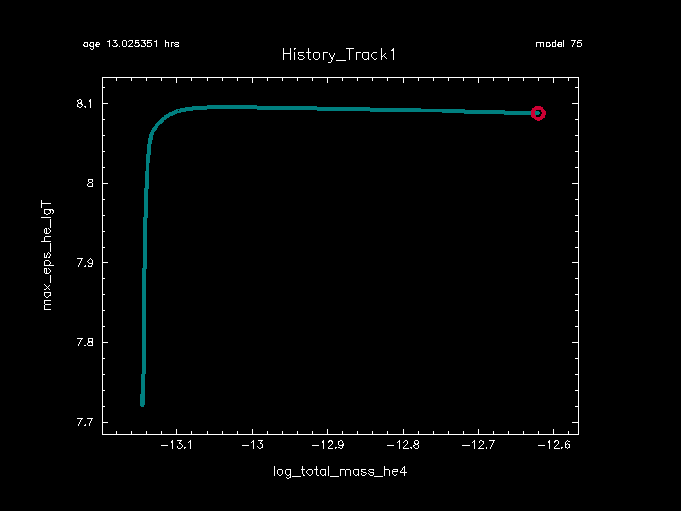 age 13.025351 hrs
model 75
History_Track1
8.1
8
7.9
7.8
7.7
max_eps_he_lgT
-13.1
-13
-12.9
-12.8
-12.7
-12.6
log_total_mass_he4